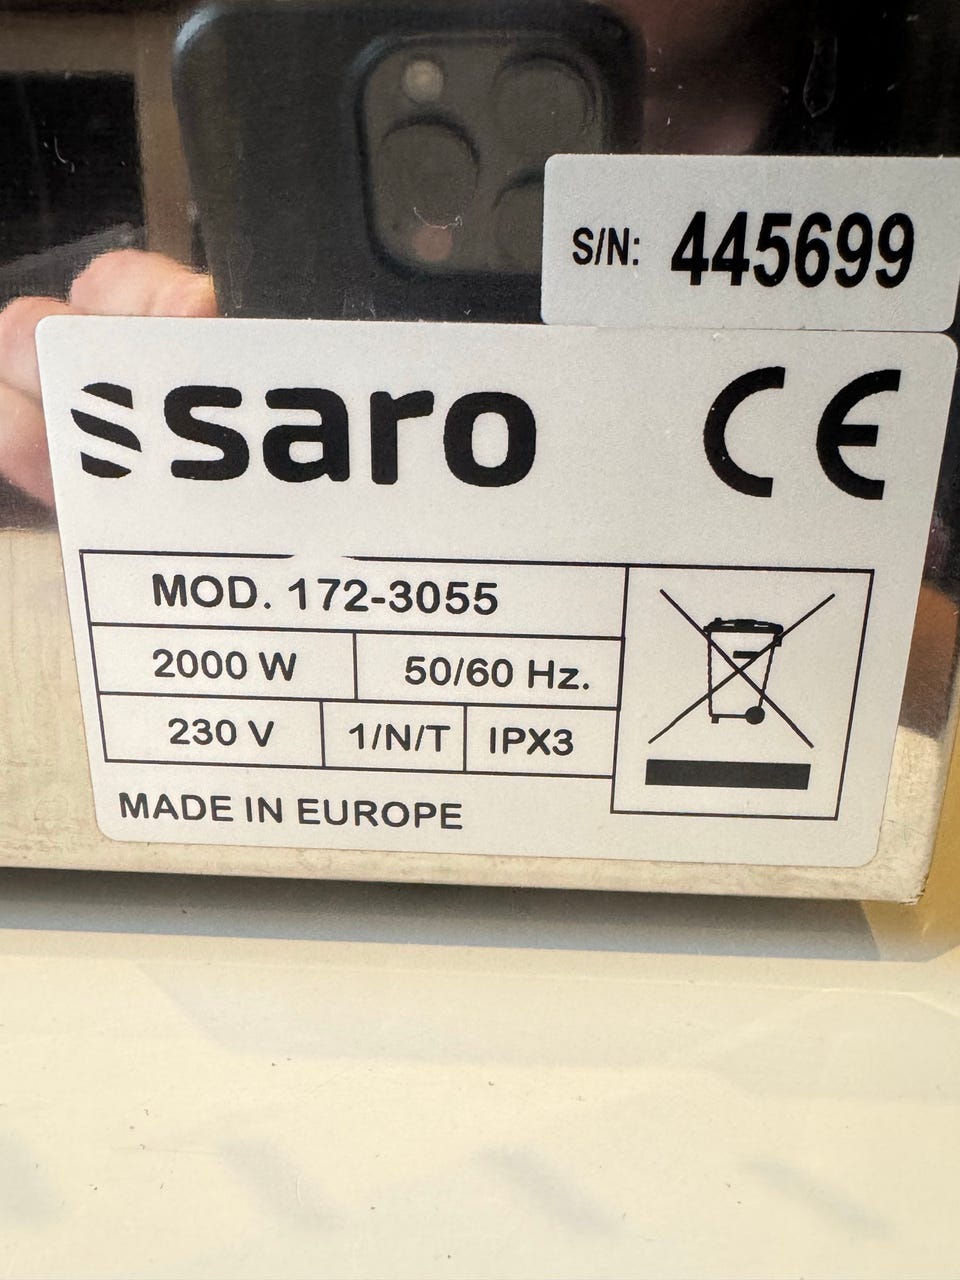 S/N: 445699
saro CE
MOD. 172-3055
2000 W 50/60 Hz.
230 V 1/N/T IPX3
MADE IN EUROPE